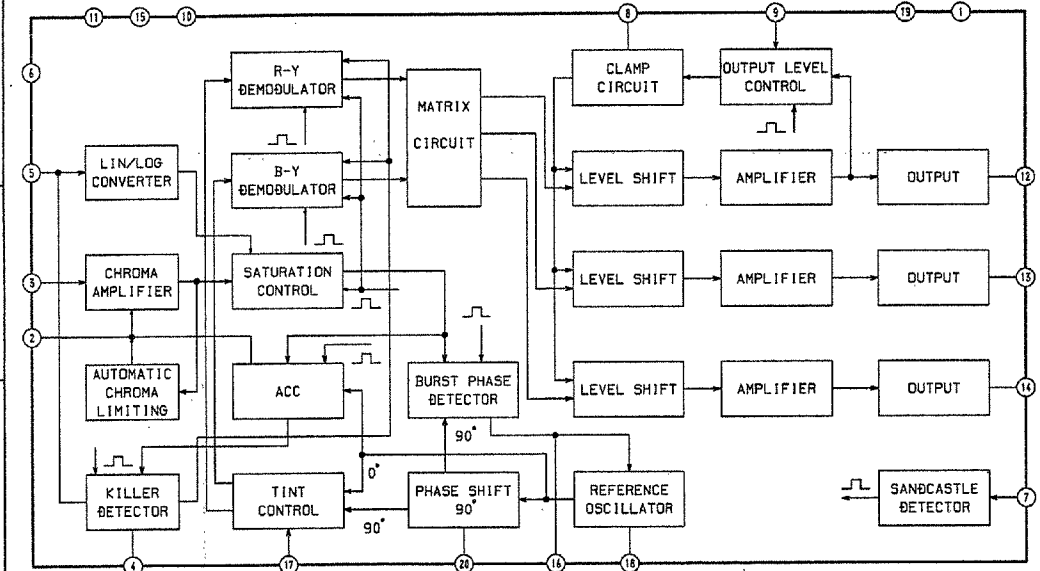 11 15 10 8 9 19 1
6
R-Y
DEMODULATOR
CLAMP
CIRCUIT
OUTPUT LEVEL
CONTROL
MATRIX
CIRCUIT
5
LIN/LOG
CONVERTER
B-Y
DEMODULATOR
LEVEL SHIFT
AMPLIFIER
OUTPUT
12
3
CHROMA
AMPLIFIER
SATURATION
CONTROL
LEVEL SHIFT
AMPLIFIER
OUTPUT
13
2
AUTOMATIC
CHROMA
LIMITING
ACC
BURST PHASE
DETECTOR
LEVEL SHIFT
AMPLIFIER
OUTPUT
14
90°
0°
KILLER
DETECTOR
TINT
CONTROL
90°
PHASE SHIFT
90°
REFERENCE
OSCILLATOR
SANDCASTLE
DETECTOR
7
4 17 20 16 18